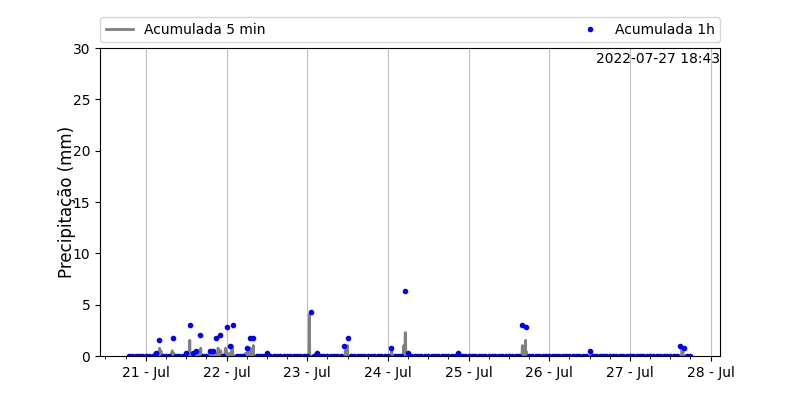 Acumulada 5 min
Acumulada 1h
2022-07-27 18:43
Precipitação (mm)
30
25
20
15
10
5
0
21 - Jul 22 - Jul 23 - Jul 24 - Jul 25 - Jul 26 - Jul 27 - Jul 28 - Jul